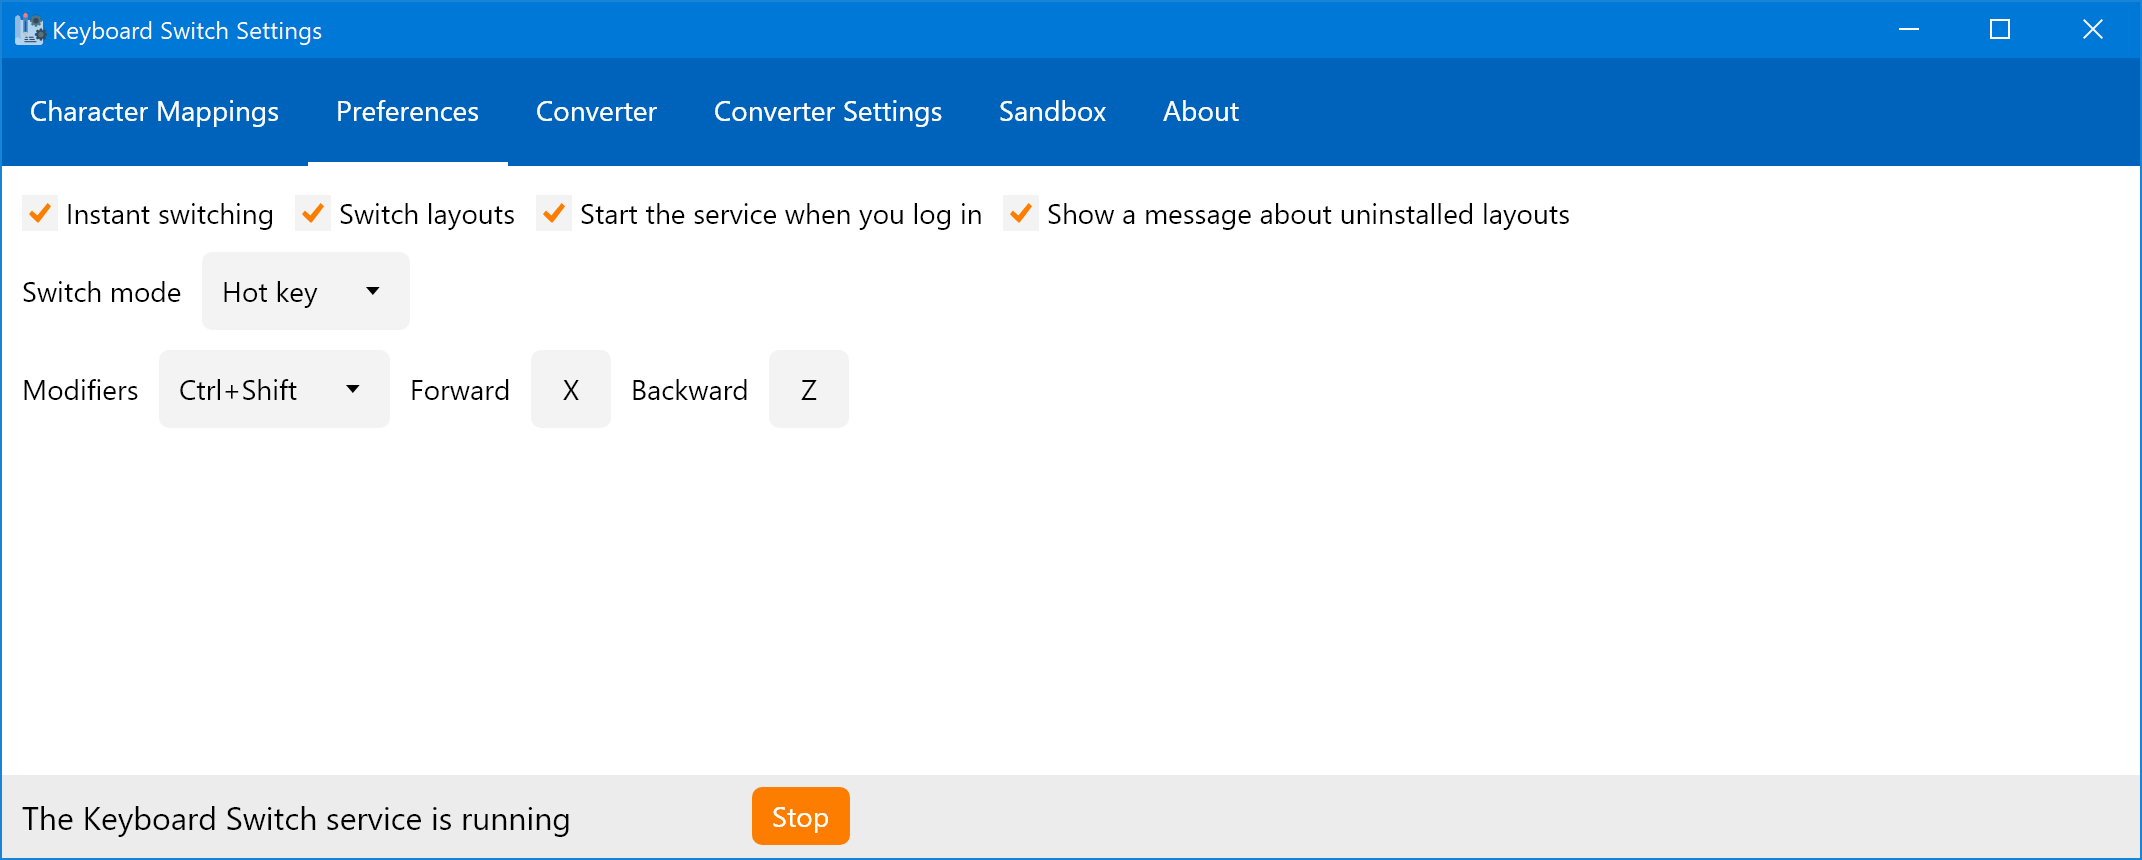 Keyboard Switch Settings
Character Mappings Preferences Converter Converter Settings Sandbox About
Instant switching Switch layouts Start the service when you log in Show a message about uninstalled layouts
Switch mode Hot key
Modifiers Ctrl+Shift Forward X Backward Z
The Keyboard Switch service is running Stop